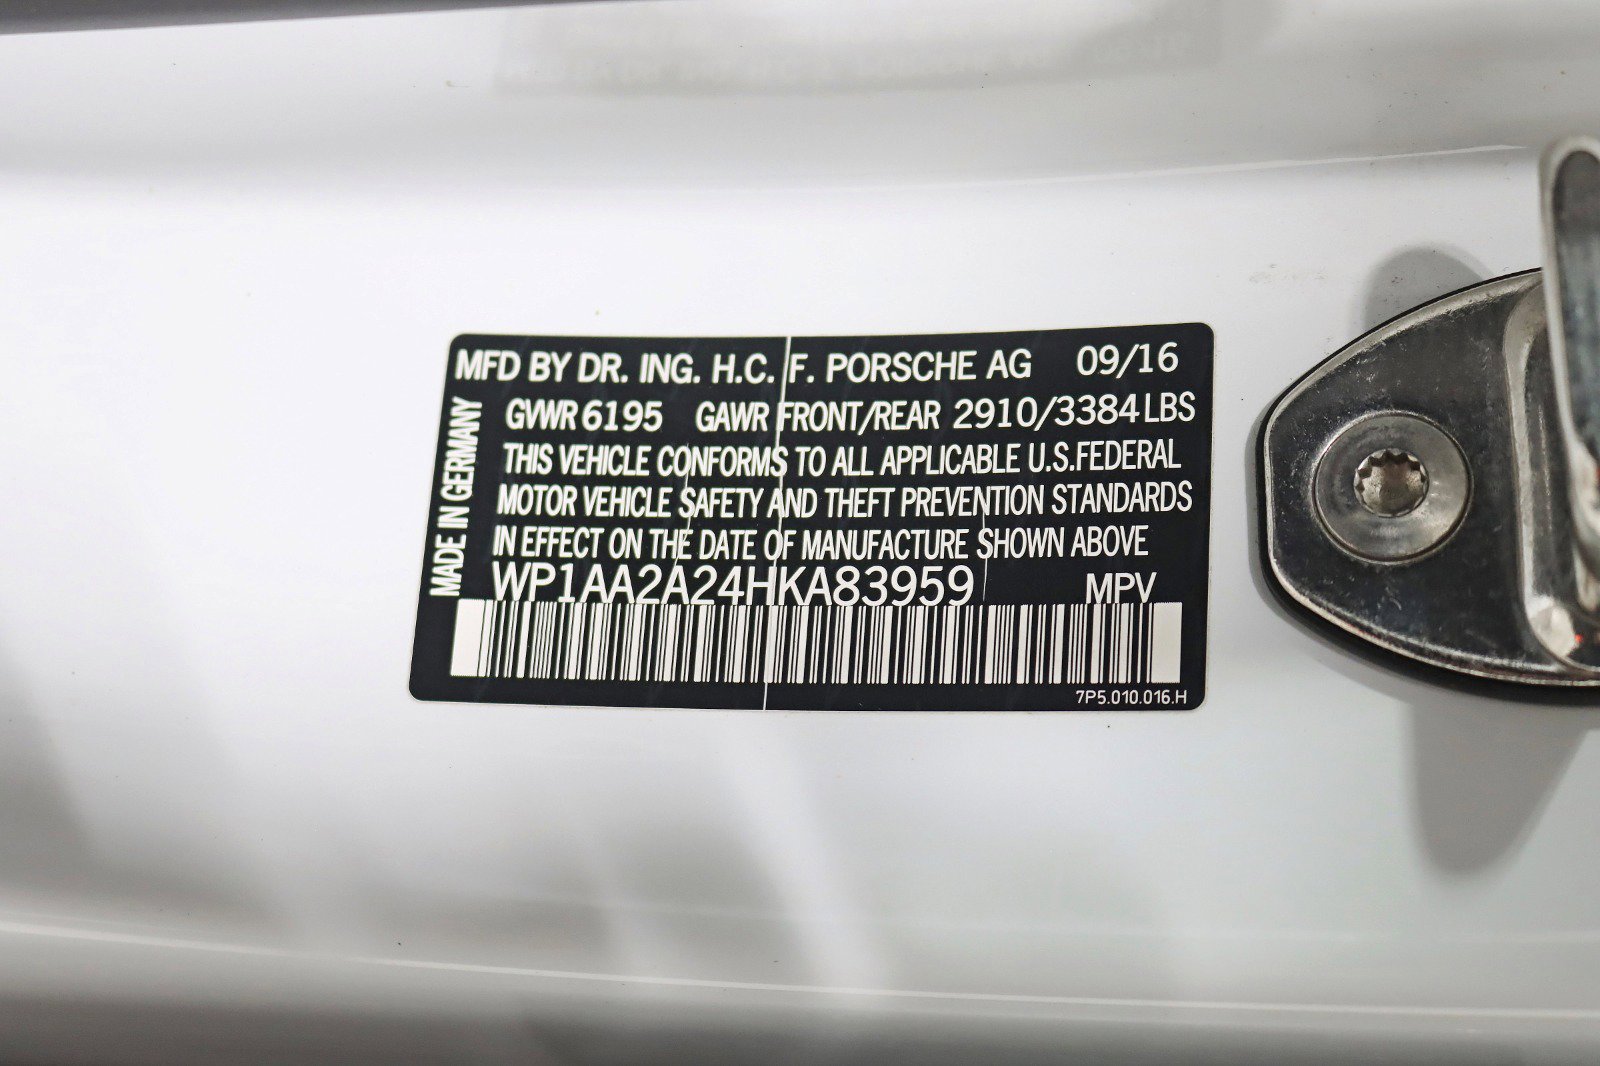 MFD BY DR. ING. H.C. F. PORSCHE AG 09/16
GVWR 6195 GAWR FRONT/REAR 2910/3384 LBS
THIS VEHICLE CONFORMS TO ALL APPLICABLE U.S.FEDERAL
MOTOR VEHICLE SAFETY AND THEFT PREVENTION STANDARDS
IN EFFECT ON THE DATE OF MANUFACTURE SHOWN ABOVE
WP1AA2A24HKA83959 MPV
7P5.010.016.H
MADE IN GERMANY